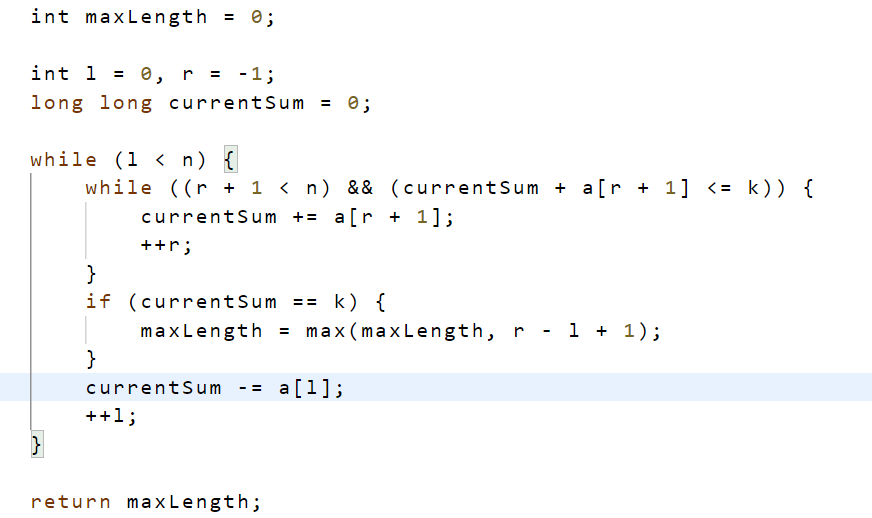 int maxLength = 0;
int l = 0, r = -1;
long long currentSum = 0;
while (l < n) {
while ((r + 1 < n) && (currentSum + a[r + 1] <= k)) {
currentSum += a[r + 1];
++r;
}
if (currentSum == k) {
maxLength = max(maxLength, r - l + 1);
}
currentSum -= a[l];
++l;
}
return maxLength;